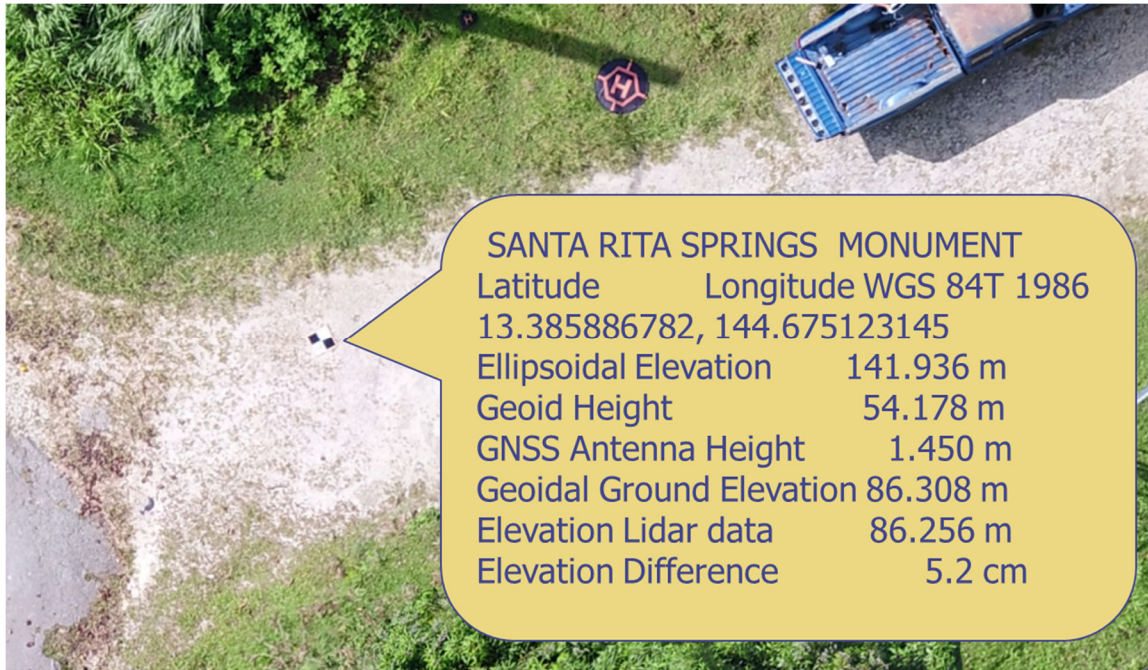 H
H
SANTA RITA SPRINGS MONUMENT
Latitude Longitude WGS 84T 1986
13.385886782, 144.675123145
Ellipsoidal Elevation 141.936 m
Geoid Height 54.178 m
GNSS Antenna Height 1.450 m
Geoidal Ground Elevation 86.308 m
Elevation Lidar data 86.256 m
Elevation Difference 5.2 cm